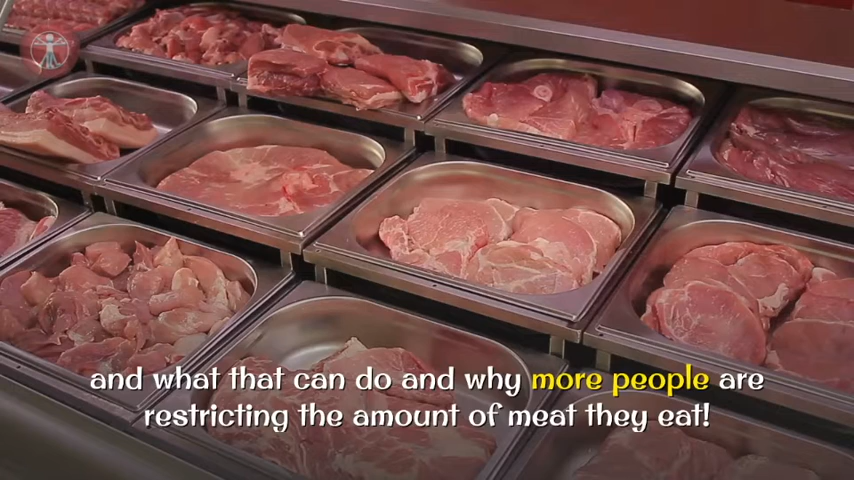 and what that can do and why more people are
restricting the amount of meat they eat!